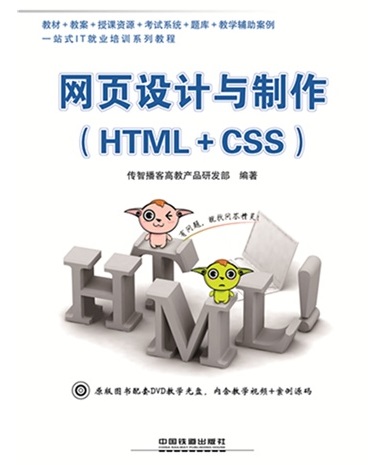 教材+教案+授课资源+考试系统+题库+教学辅助案例
一站式IT就业培训系列教程
网页设计与制作
(HTML+CSS)
传智播客高教产品研发部 编著
有问题，就找问答精灵!
HTML!
原版图书配套DVD教学光盘，内含教学视频+案例源码
中国铁道出版社